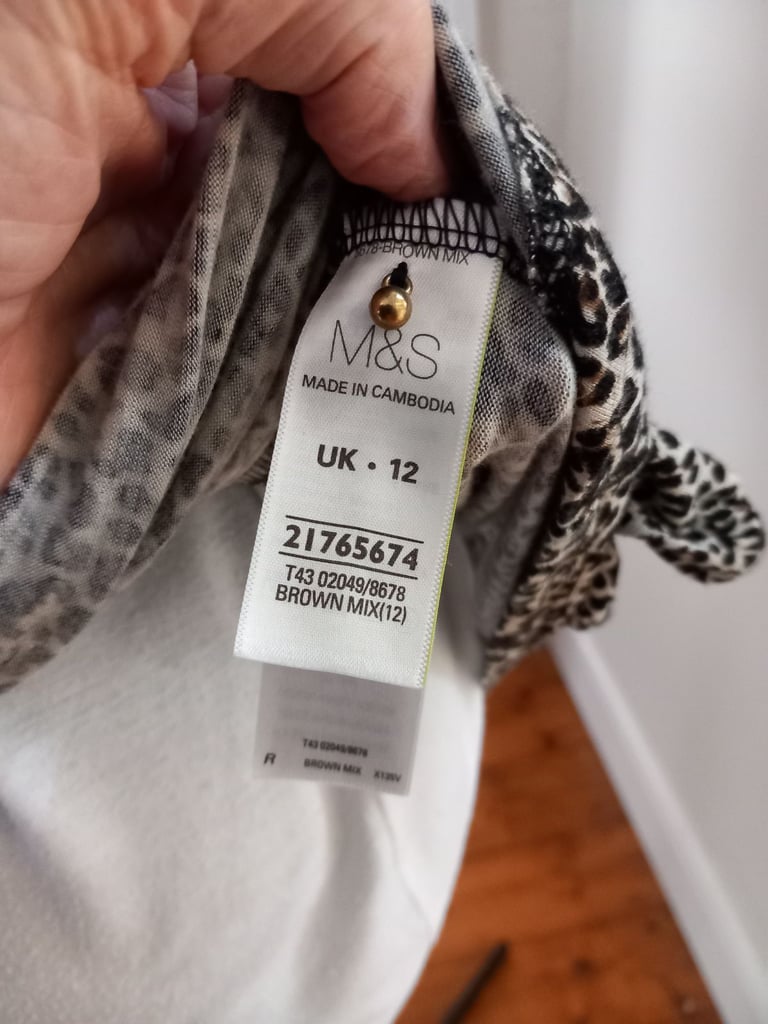 8678-BROWN MIX
M&S
MADE IN CAMBODIA
UK • 12
21765674
T43 02049/8678
BROWN MIX(12)
T43 02049/8678
R BROWN MIX X135V